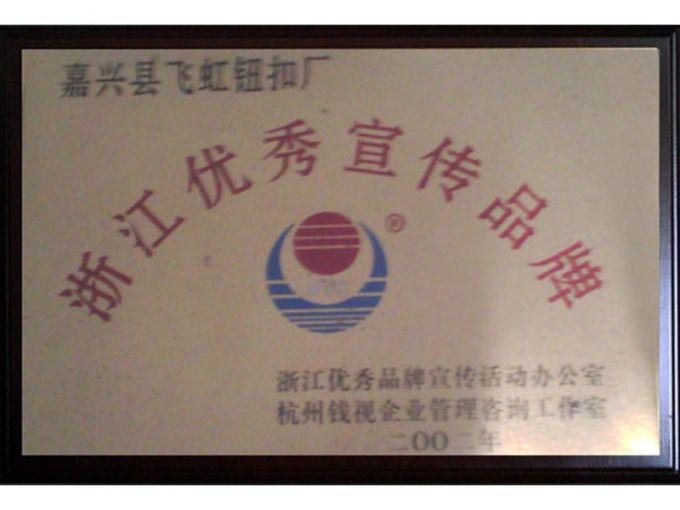 嘉兴县飞虹钮扣厂
浙江优秀宣传品牌
®
浙江优秀品牌宣传活动办公室
杭州钱视企业管理咨询工作室
二00二年